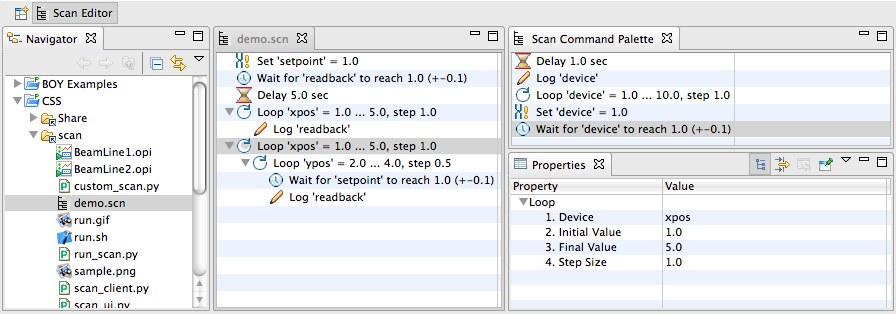 Scan Editor
Navigator
BOY Examples
CSS
Share
scan
BeamLine1.opi
BeamLine2.opi
custom_scan.py
demo.scn
run.gif
run.sh
run_scan.py
sample.png
scan_client.py
scan_ui.py
demo.scn
Set 'setpoint' = 1.0
Wait for 'readback' to reach 1.0 (+-0.1)
Delay 5.0 sec
Loop 'xpos' = 1.0 ... 5.0, step 1.0
Log 'readback'
Loop 'xpos' = 1.0 ... 5.0, step 1.0
Loop 'ypos' = 2.0 ... 4.0, step 0.5
Wait for 'setpoint' to reach 1.0 (+-0.1)
Log 'readback'
Scan Command Palette
Delay 1.0 sec
Log 'device'
Loop 'device' = 1.0 ... 10.0, step 1.0
Set 'device' = 1.0
Wait for 'device' to reach 1.0 (+-0.1)
Properties
Property Value
Loop
1. Device xpos
2. Initial Value 1.0
3. Final Value 5.0
4. Step Size 1.0